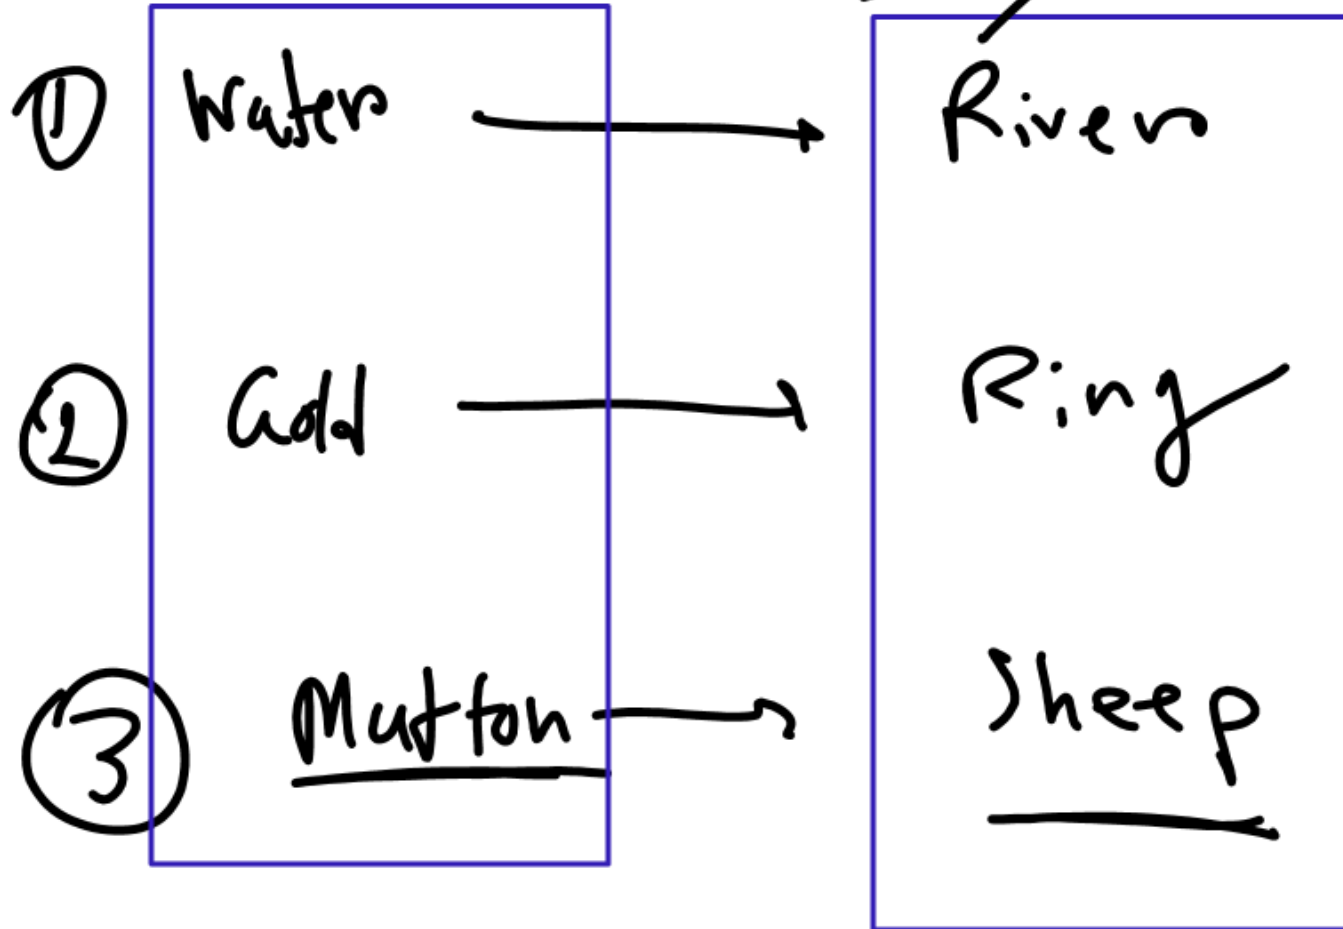 ① Water → River
② Gold → Ring
③ Mutton → Sheep